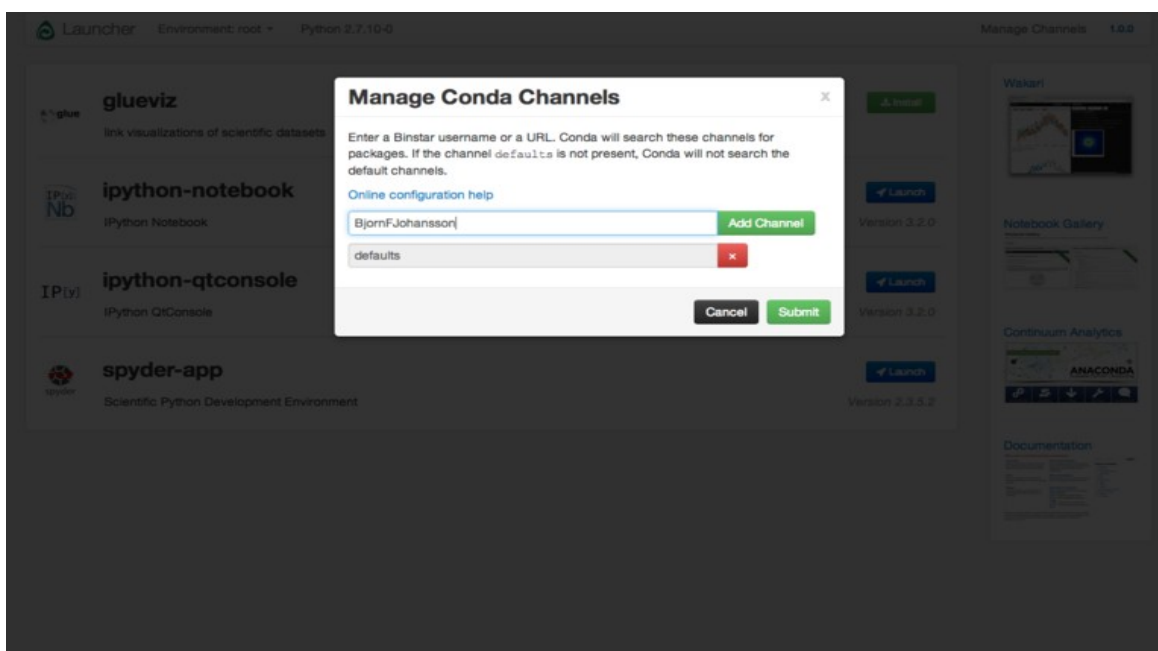 Launcher Environment: root Python 2.7.10-0 Manage Channels 1.0.0
glue
glueviz
link visualizations of scientific datasets
Install
Manage Conda Channels x
Enter a Binstar username or a URL. Conda will search these channels for
packages. If the channel defaults is not present, Conda will not search the
default channels.
Online configuration help
BjornFJohansson Add Channel
defaults ×
Cancel Submit
IP[y]:
Nb
ipython-notebook
IPython Notebook
Launch
Version 3.2.0
IP[y]
ipython-qtconsole
IPython QtConsole
Launch
Version 3.2.0
spyder
spyder-app
Scientific Python Development Environment
Launch
Version 2.3.5.2
Wakari
Notebook Gallery
Continuum Analytics
ANACONDA
Documentation